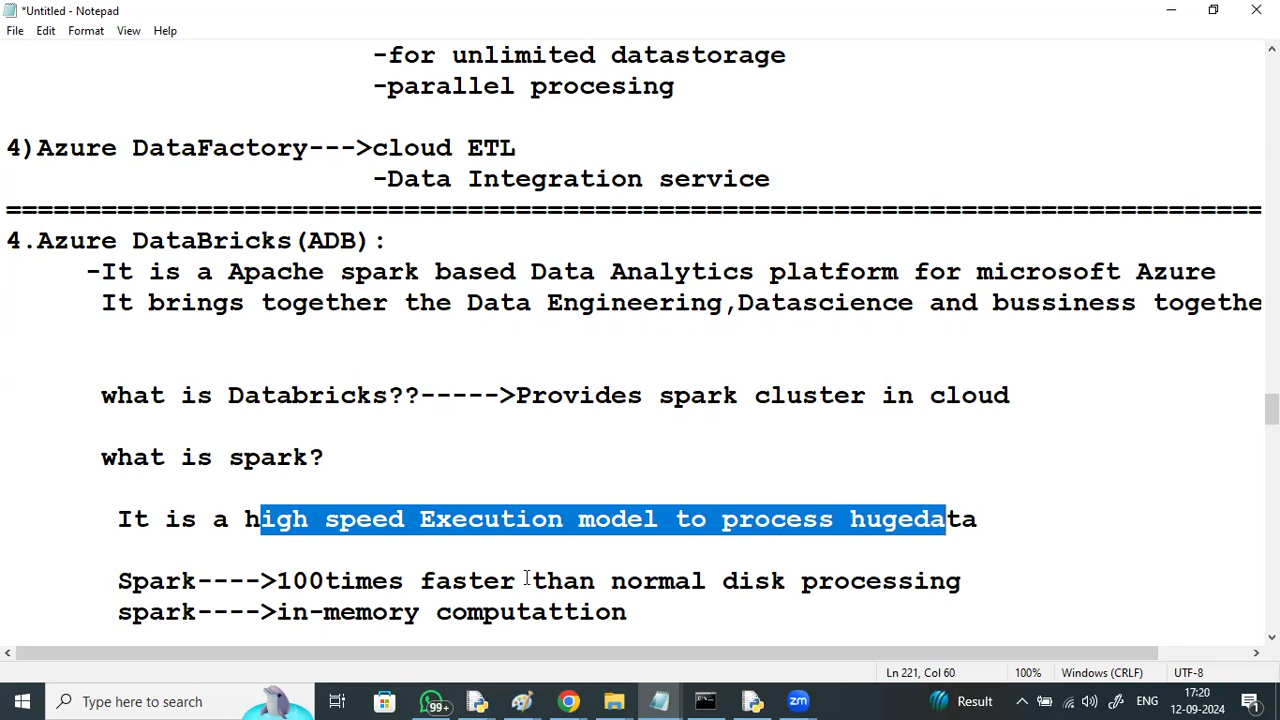 *Untitled - Notepad
File Edit Format View Help
-for unlimited datastorage
-parallel procesing
4)Azure DataFactory--->cloud ETL
-Data Integration service
===============================================================================
4.Azure DataBricks(ADB):
-It is a Apache spark based Data Analytics platform for microsoft Azure
It brings together the Data Engineering,Datascience and bussiness togethe
what is Databricks??----->Provides spark cluster in cloud
what is spark?
It is a high speed Execution model to process hugedata
Spark---->100times faster than normal disk processing
spark---->in-memory computattion
Ln 221, Col 60 100% Windows (CRLF) UTF-8
Type here to search 99+ Result ENG 17:20 12-09-2024 1